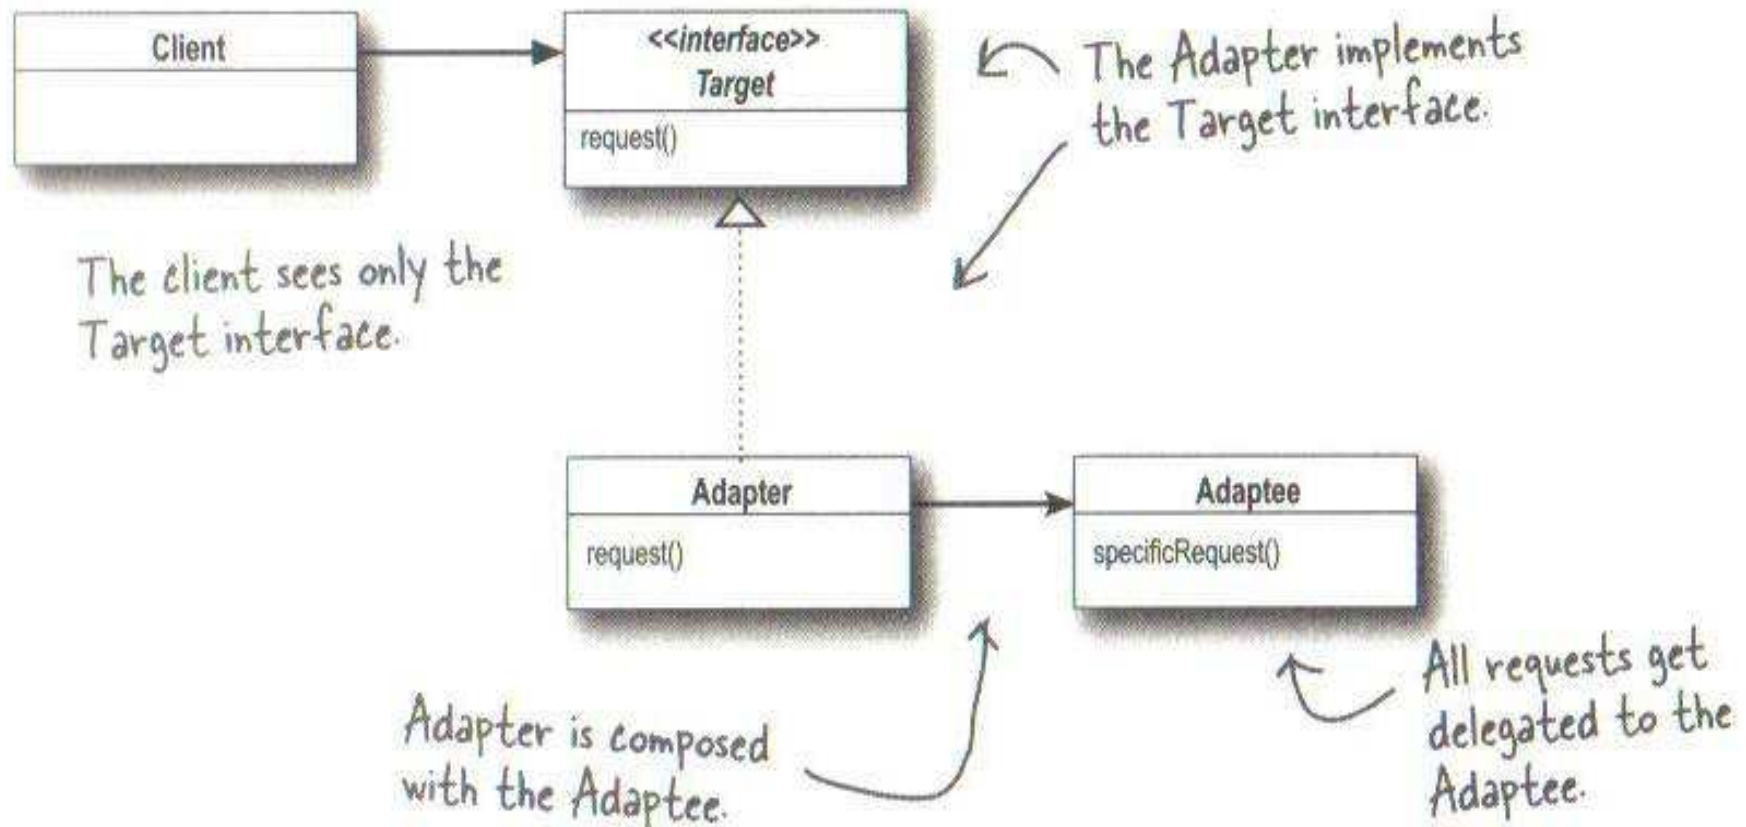 Client
<<interface>>
Target
request()
The Adapter implements
the Target interface.
The client sees only the
Target interface.
Adapter
request()
Adaptee
specificRequest()
Adapter is composed
with the Adaptee.
All requests get
delegated to the
Adaptee.